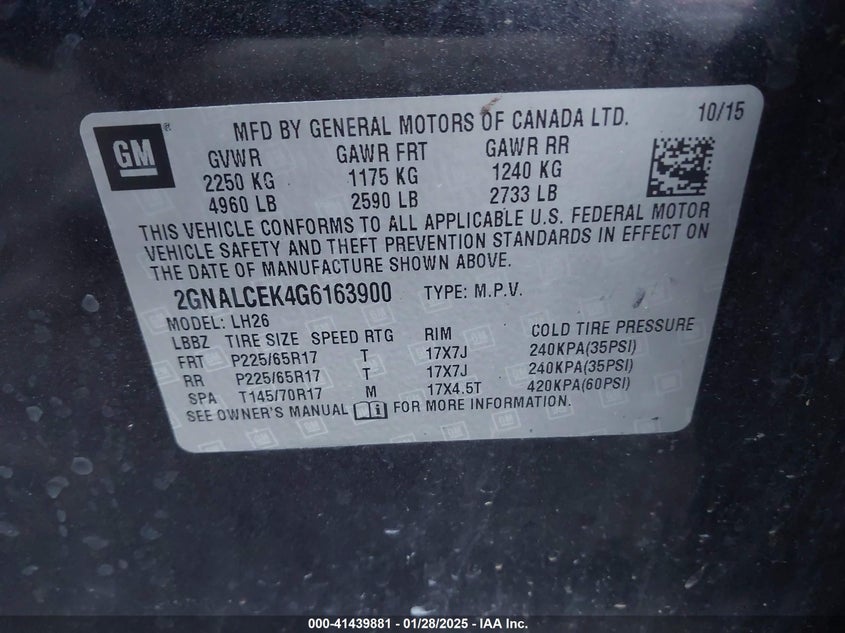 GM ®
MFD BY GENERAL MOTORS OF CANADA LTD. 10/15
GVWR GAWR FRT GAWR RR
2250 KG 1175 KG 1240 KG
4960 LB 2590 LB 2733 LB
THIS VEHICLE CONFORMS TO ALL APPLICABLE U.S. FEDERAL MOTOR
VEHICLE SAFETY AND THEFT PREVENTION STANDARDS IN EFFECT ON
THE DATE OF MANUFACTURE SHOWN ABOVE.
2GNALCEK4G6163900 TYPE: M.P.V.
MODEL: LH26
LBBZ TIRE SIZE SPEED RTG RIM COLD TIRE PRESSURE
FRT P225/65R17 T 17X7J 240KPA(35PSI)
RR P225/65R17 T 17X7J 240KPA(35PSI)
SPA T145/70R17 M 17X4.5T 420KPA(60PSI)
SEE OWNER'S MANUAL i FOR MORE INFORMATION.
000-41439881 — 01/28/2025 — IAA Inc.